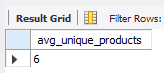 Result Grid Filter Rows:
avg_unique_products
6